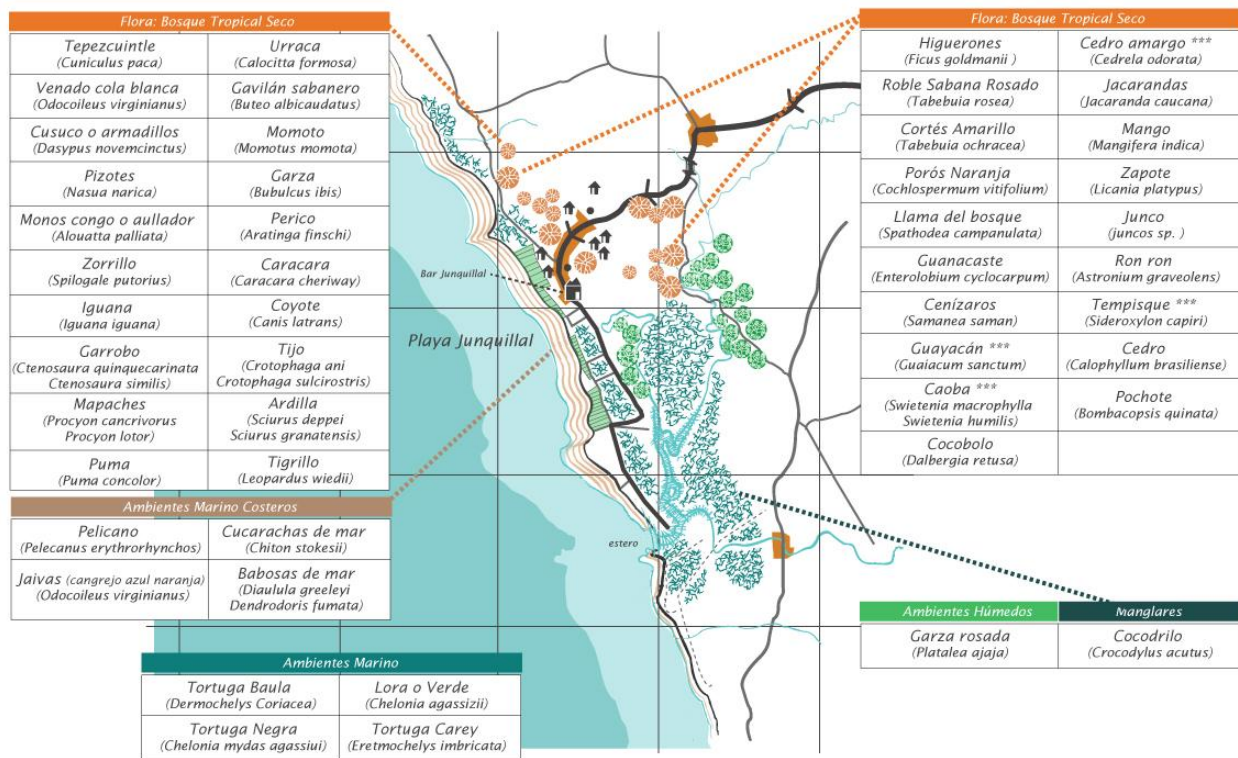 Flora: Bosque Tropical Seco
Tepezcuintle
(Cuniculus paca)
Urraca
(Calocitta formosa)
Venado cola blanca
(Odocoileus virginianus)
Gavilán sabanero
(Buteo albicaudatus)
Cusuco o armadillos
(Dasypus novemcinctus)
Momoto
(Momotus momota)
Pizotes
(Nasua narica)
Garza
(Bubulcus ibis)
Monos congo o aullador
(Alouatta palliata)
Perico
(Aratinga finschi)
Zorrillo
(Spilogale putorius)
Caracara
(Caracara cheriway)
Iguana
(Iguana iguana)
Coyote
(Canis latrans)
Garrobo
(Ctenosaura quinquecarinata
Ctenosaura similis)
Tijo
(Crotophaga ani
Crotophaga sulcirostris)
Mapaches
(Procyon cancrivorus
Procyon lotor)
Ardilla
(Sciurus deppei
Sciurus granatensis)
Puma
(Puma concolor)
Tigrillo
(Leopardus wiedii)
Ambientes Marino Costeros
Pelicano
(Pelecanus erythrorhynchos)
Cucarachas de mar
(Chiton stokesii)
Jaivas (cangrejo azul naranja)
(Odocoileus virginianus)
Babosas de mar
(Diaulula greeleyi
Dendrodoris fumata)
Ambientes Marino
Tortuga Baula
(Dermochelys Coriacea)
Lora o Verde
(Chelonia agassizii)
Tortuga Negra
(Chelonia mydas agassiui)
Tortuga Carey
(Eretmochelys imbricata)
Bar Junquillal
Playa Junquillal
estero
Flora: Bosque Tropical Seco
Higuerones
(Ficus goldmanii )
Cedro amargo ***
(Cedrela odorata)
Roble Sabana Rosado
(Tabebuia rosea)
Jacarandas
(Jacaranda caucana)
Cortés Amarillo
(Tabebuia ochracea)
Mango
(Mangifera indica)
Porós Naranja
(Cochlospermum vitifolium)
Zapote
(Licania platypus)
Llama del bosque
(Spathodea campanulata)
Junco
(juncos sp. )
Guanacaste
(Enterolobium cyclocarpum)
Ron ron
(Astronium graveolens)
Cenízaros
(Samanea saman)
Tempisque ***
(Sideroxylon capiri)
Guayacán ***
(Guaiacum sanctum)
Cedro
(Calophyllum brasiliense)
Caoba ***
(Swietenia macrophylla
Swietenia humilis)
Pochote
(Bombacopsis quinata)
Cocobolo
(Dalbergia retusa)
Ambientes Húmedos
Manglares
Garza rosada
(Platalea ajaja)
Cocodrilo
(Crocodylus acutus)